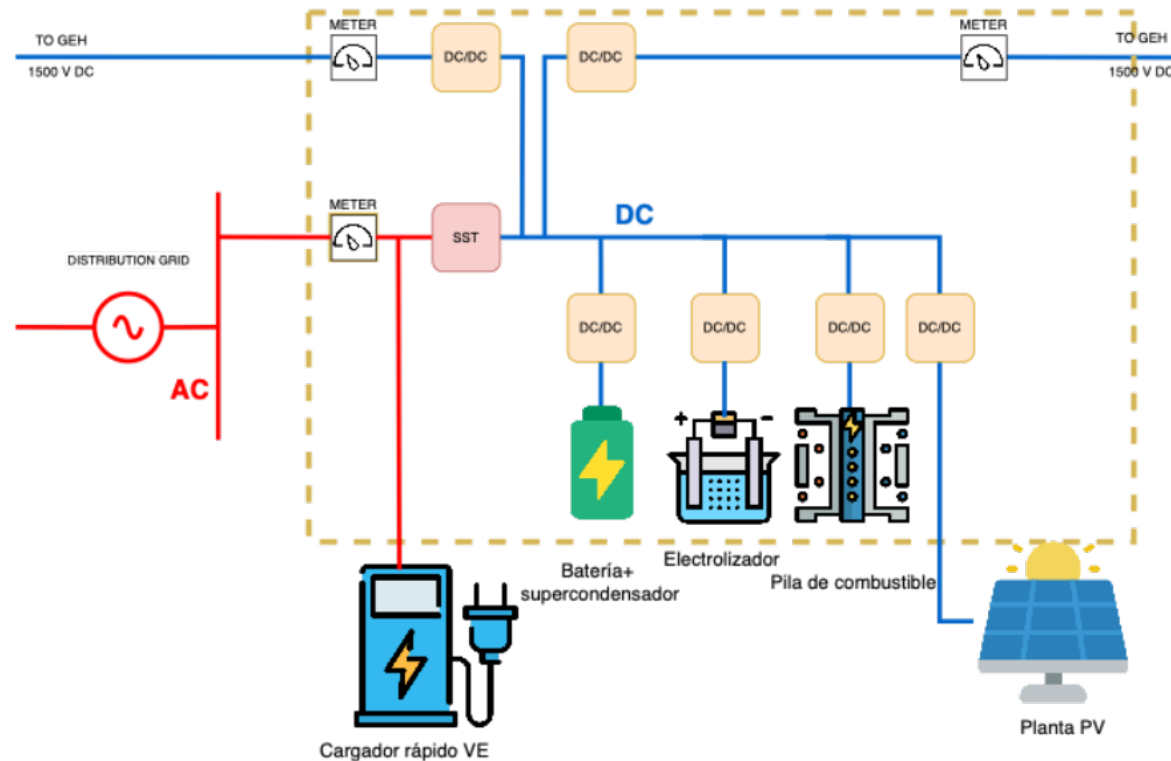 METER
TO GEH
1500 V DC
DC/DC
DC/DC
METER
TO GEH
1500 V DC
METER
SST
DC
DISTRIBUTION GRID
AC
DC/DC
DC/DC
DC/DC
DC/DC
+
-
Batería+
supercondensador
Electrolizador
Pila de combustible
Planta PV
Cargador rápido VE